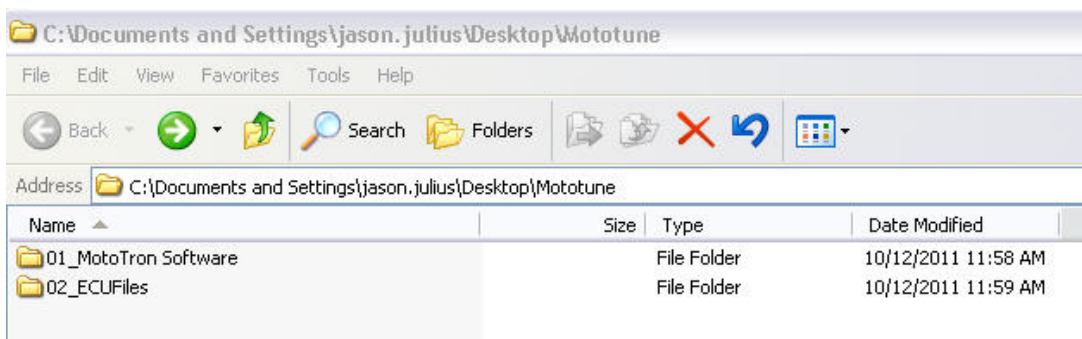 C:\Documents and Settings\jason.julius\Desktop\Mototune
File Edit View Favorites Tools Help
Back Search Folders
Address C:\Documents and Settings\jason.julius\Desktop\Mototune
Name Size Type Date Modified
01_MotoTron Software File Folder 10/12/2011 11:58 AM
02_ECUFiles File Folder 10/12/2011 11:59 AM